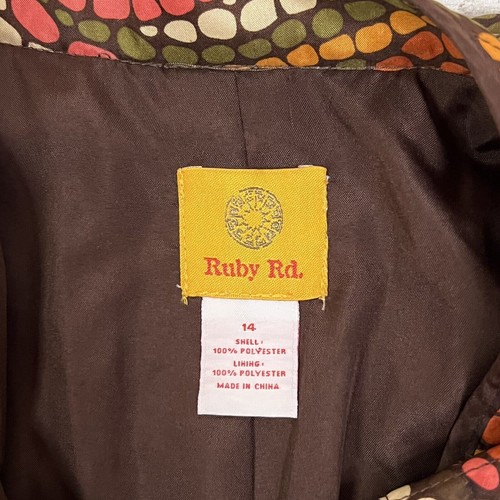 Ruby Rd.
14
SHELL:
100% POLYESTER
LINING:
100% POLYESTER
MADE IN CHINA